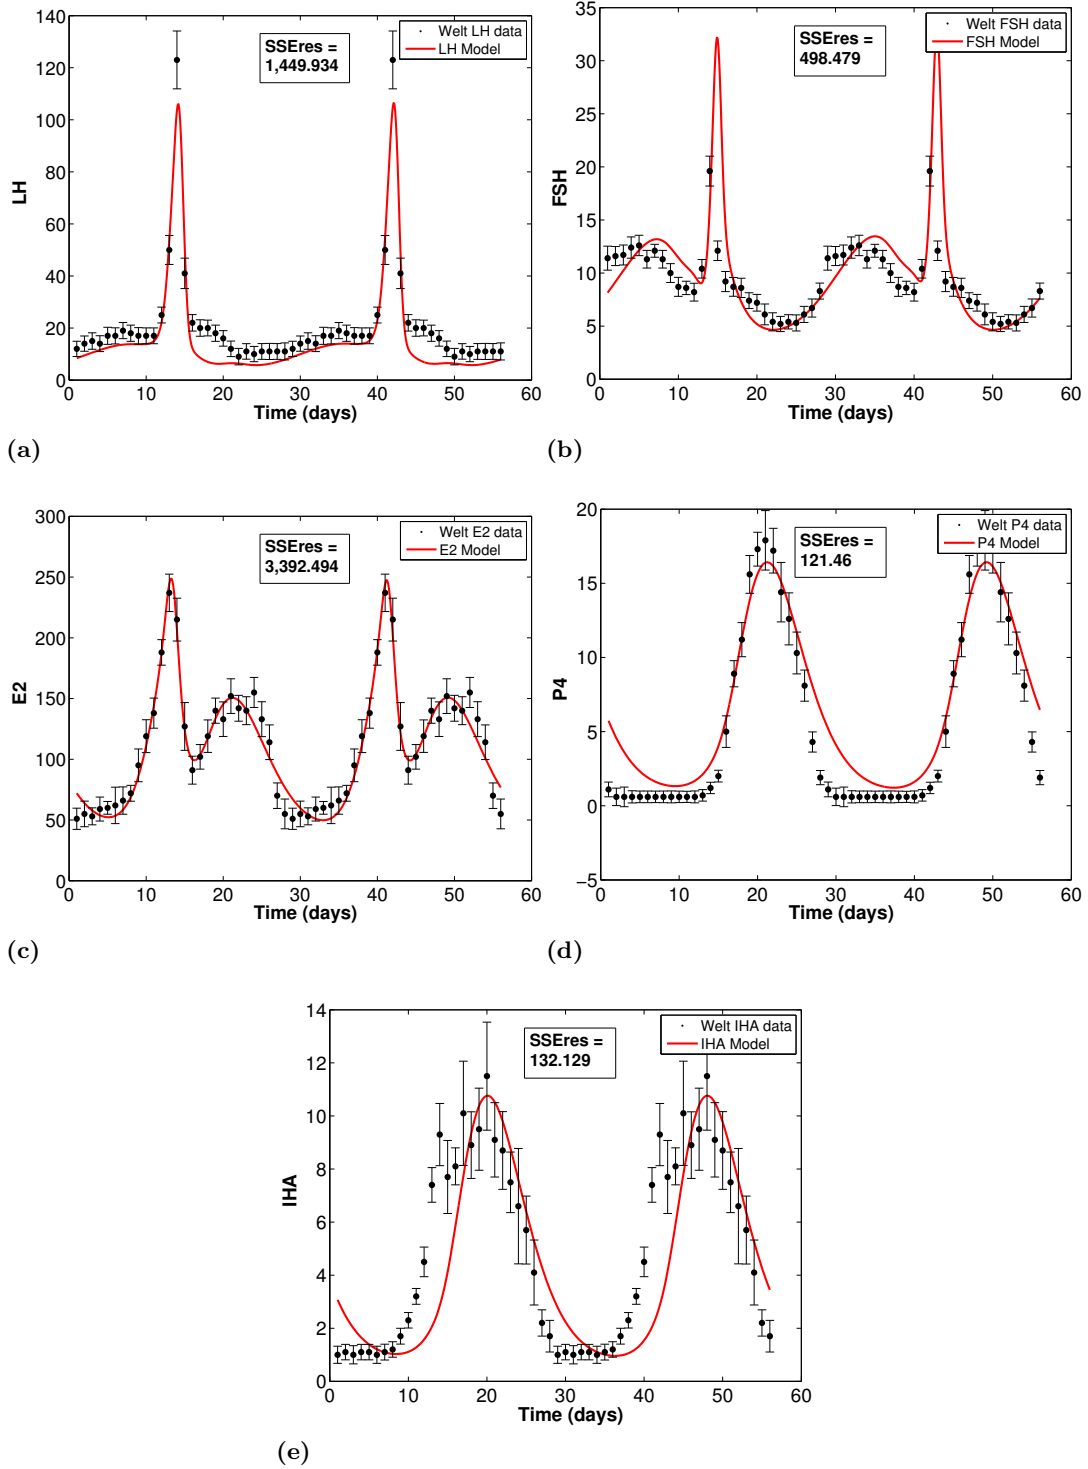 140
120
100
80
60
40
20
0
LH
SSEres =
1,449.934
Welt LH data
LH Model
0 10 20 30 40 50 60
Time (days)
(a)
35
30
25
20
15
10
5
0
FSH
SSEres =
498.479
Welt FSH data
FSH Model
0 10 20 30 40 50 60
Time (days)
(b)
300
250
200
150
100
50
0
E2
SSEres =
3,392.494
Welt E2 data
E2 Model
0 10 20 30 40 50 60
Time (days)
(c)
20
15
10
5
0
−5
P4
SSEres =
121.46
Welt P4 data
P4 Model
0 10 20 30 40 50 60
Time (days)
(d)
14
12
10
8
6
4
2
0
IHA
SSEres =
132.129
Welt IHA data
IHA Model
0 10 20 30 40 50 60
Time (days)
(e)